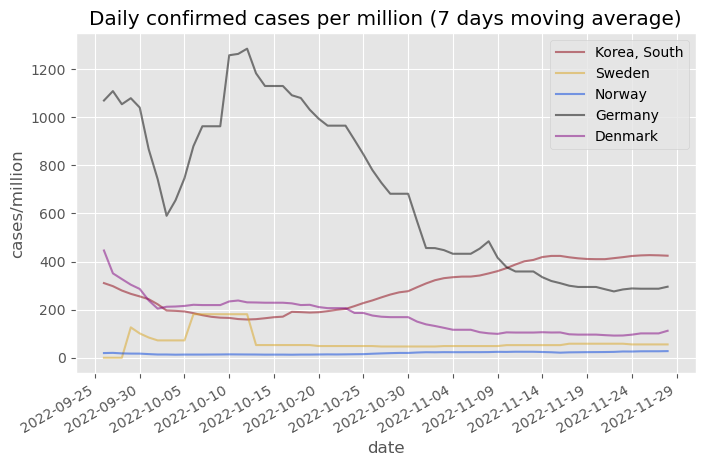 Daily confirmed cases per million (7 days moving average)
Korea, South
Sweden
Norway
Germany
Denmark
cases/million
1200
1000
800
600
400
200
0
2022-09-25
2022-09-30
2022-10-05
2022-10-10
2022-10-15
2022-10-20
2022-10-25
2022-10-30
2022-11-04
2022-11-09
2022-11-14
2022-11-19
2022-11-24
2022-11-29
date